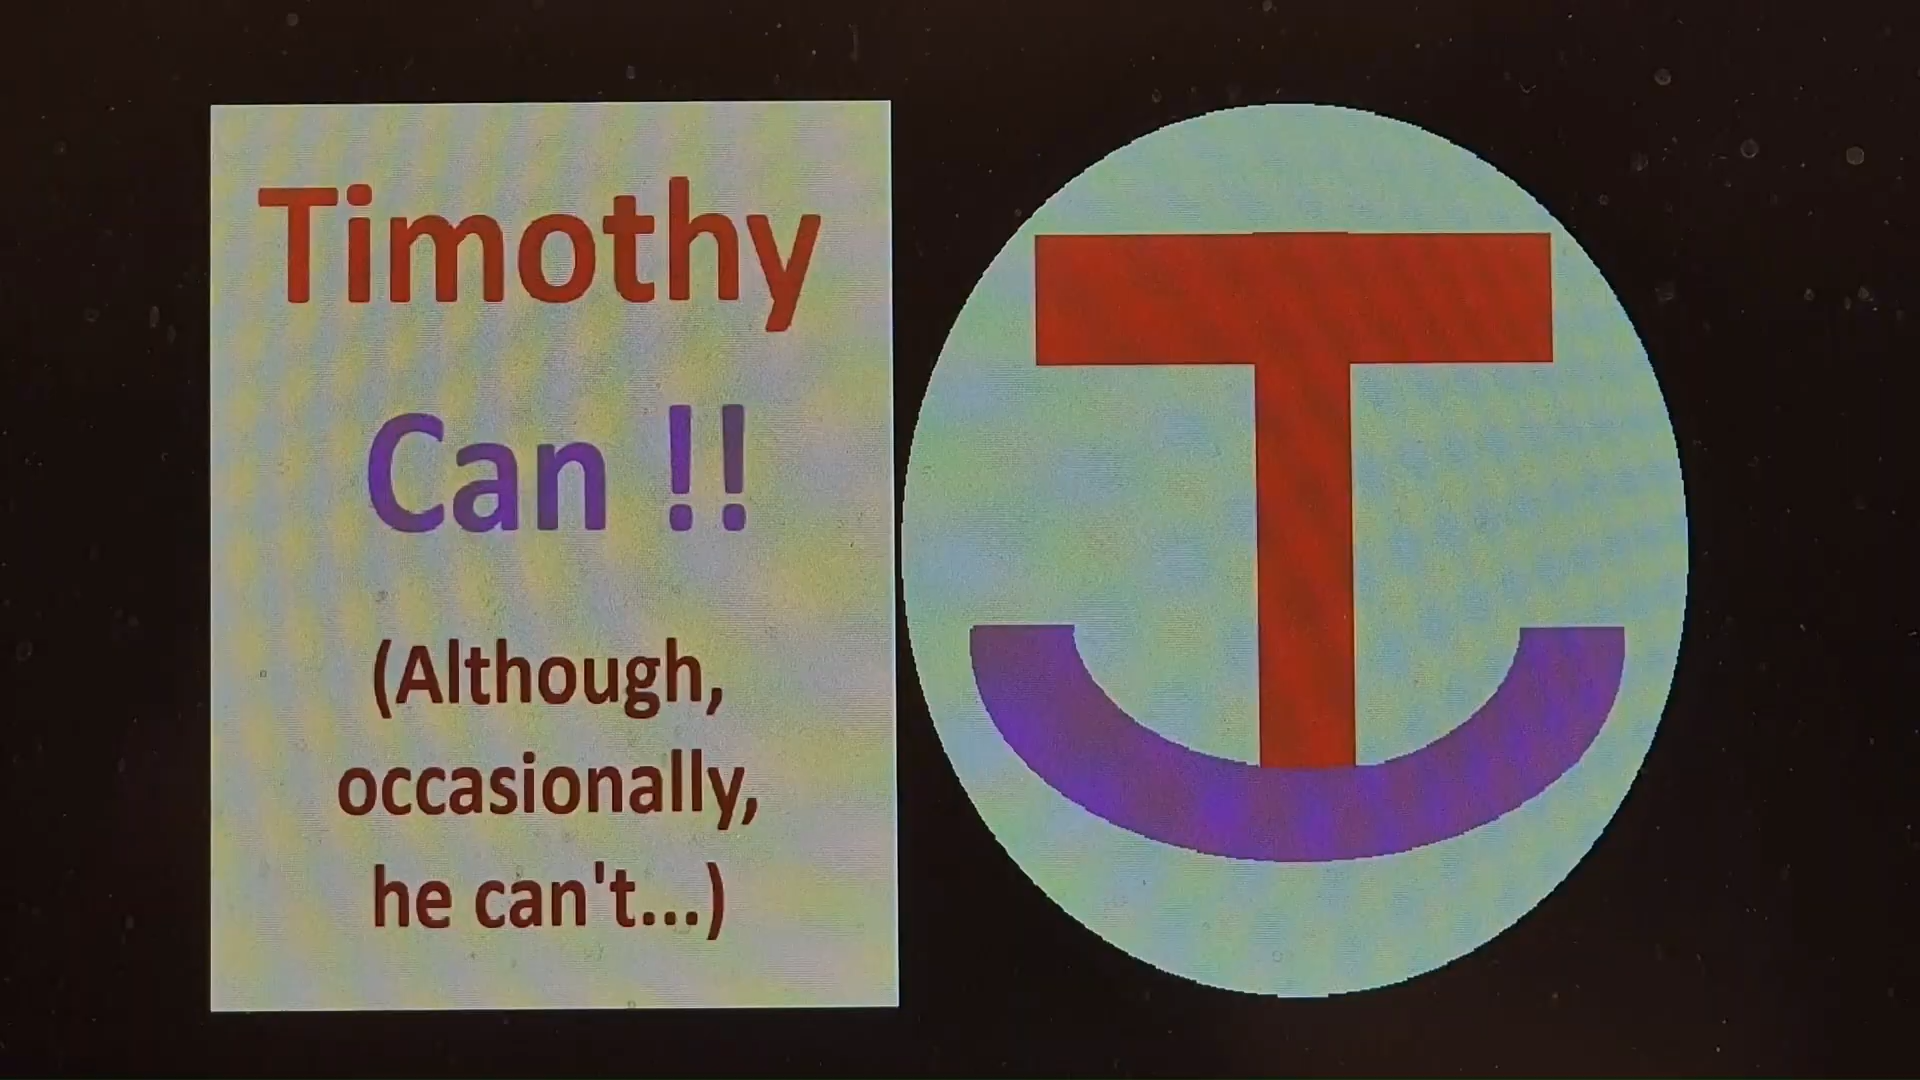 Timothy
Can !!
(Although,
occasionally,
he can't...)
T